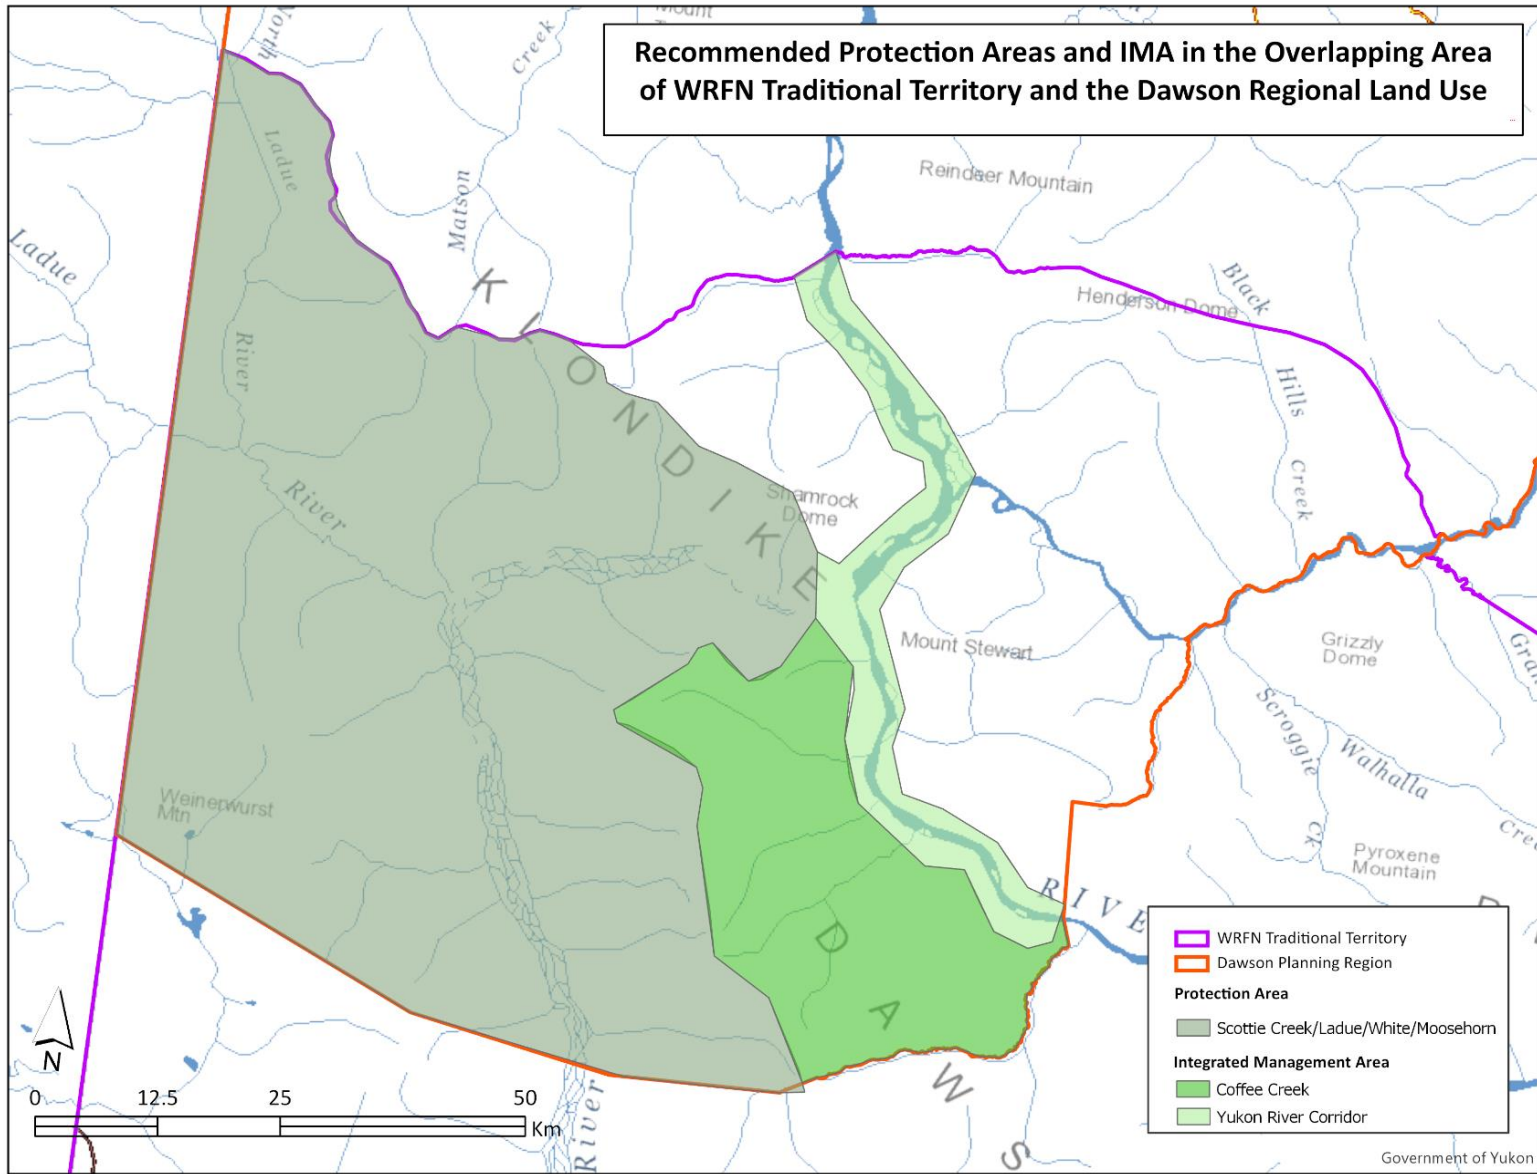 Recommended Protection Areas and IMA in the Overlapping Area
of WRFN Traditional Territory and the Dawson Regional Land Use
North
Creek
Mount
Ladue
Matson
Reindeer Mountain
Ladue
River
KLONDIKE
Henderson Dome
Black
Hills
Creek
River
Shamrock
Dome
Mount Stewart
Grizzly
Dome
Scroggie
Ck
Walhalla
Weinerwurst
Mtn
Pyroxene
Mountain
RIVE
DAWS
River
N
0 12.5 25 50
Km
WRFN Traditional Territory
Dawson Planning Region
Protection Area
Scottie Creek/Ladue/White/Moosehorn
Integrated Management Area
Coffee Creek
Yukon River Corridor
Government of Yukon